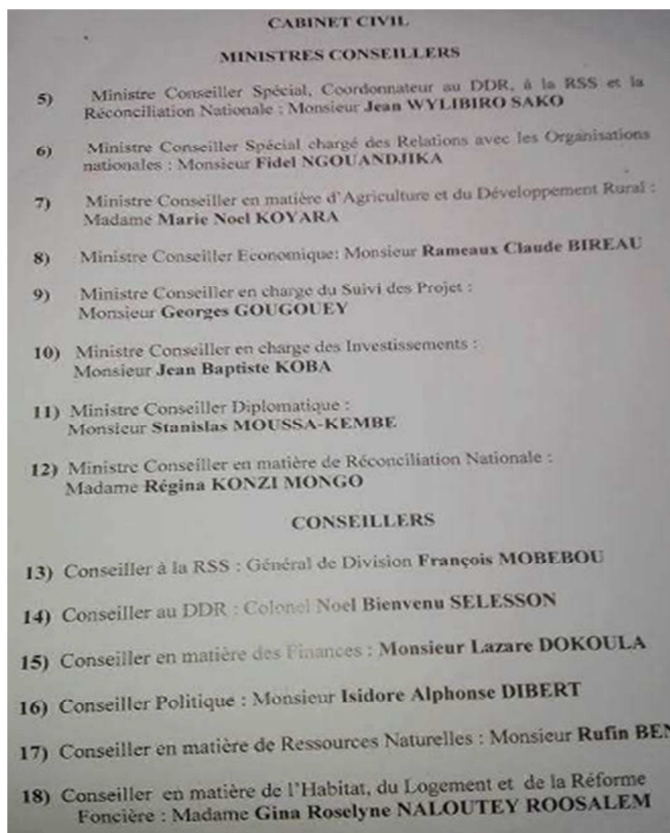 CABINET CIVIL
MINISTRES CONSEILLERS
5) Ministre Conseiller Spécial, Coordonnateur au DDR, à la RSS et la
Réconciliation Nationale : Monsieur Jean WYLIBIRO SAKO
6) Ministre Conseiller Spécial chargé des Relations avec les Organisations
nationales : Monsieur Fidel NGOUANDJIKA
7) Ministre Conseiller en matière d'Agriculture et du Développement Rural :
Madame Marie Noel KOYARA
8) Ministre Conseiller Economique: Monsieur Rameaux Claude BIREAU
9) Ministre Conseiller en charge du Suivi des Projet :
Monsieur Georges GOUGOUEY
10) Ministre Conseiller en charge des Investissements :
Monsieur Jean Baptiste KOBA
11) Ministre Conseiller Diplomatique :
Monsieur Stanislas MOUSSA-KEMBE
12) Ministre Conseiller en matière de Réconciliation Nationale :
Madame Régina KONZI MONGO
CONSEILLERS
13) Conseiller à la RSS : Général de Division François MOBEBOU
14) Conseiller au DDR : Colonel Noel Bienvenu SELESSON
15) Conseiller en matière des Finances : Monsieur Lazare DOKOULA
16) Conseiller Politique : Monsieur Isidore Alphonse DIBERT
17) Conseiller en matière de Ressources Naturelles : Monsieur Rufin BEN
18) Conseiller en matière de l'Habitat, du Logement et de la Réforme
Foncière : Madame Gina Roselyne NALOUTEY ROOSALEM